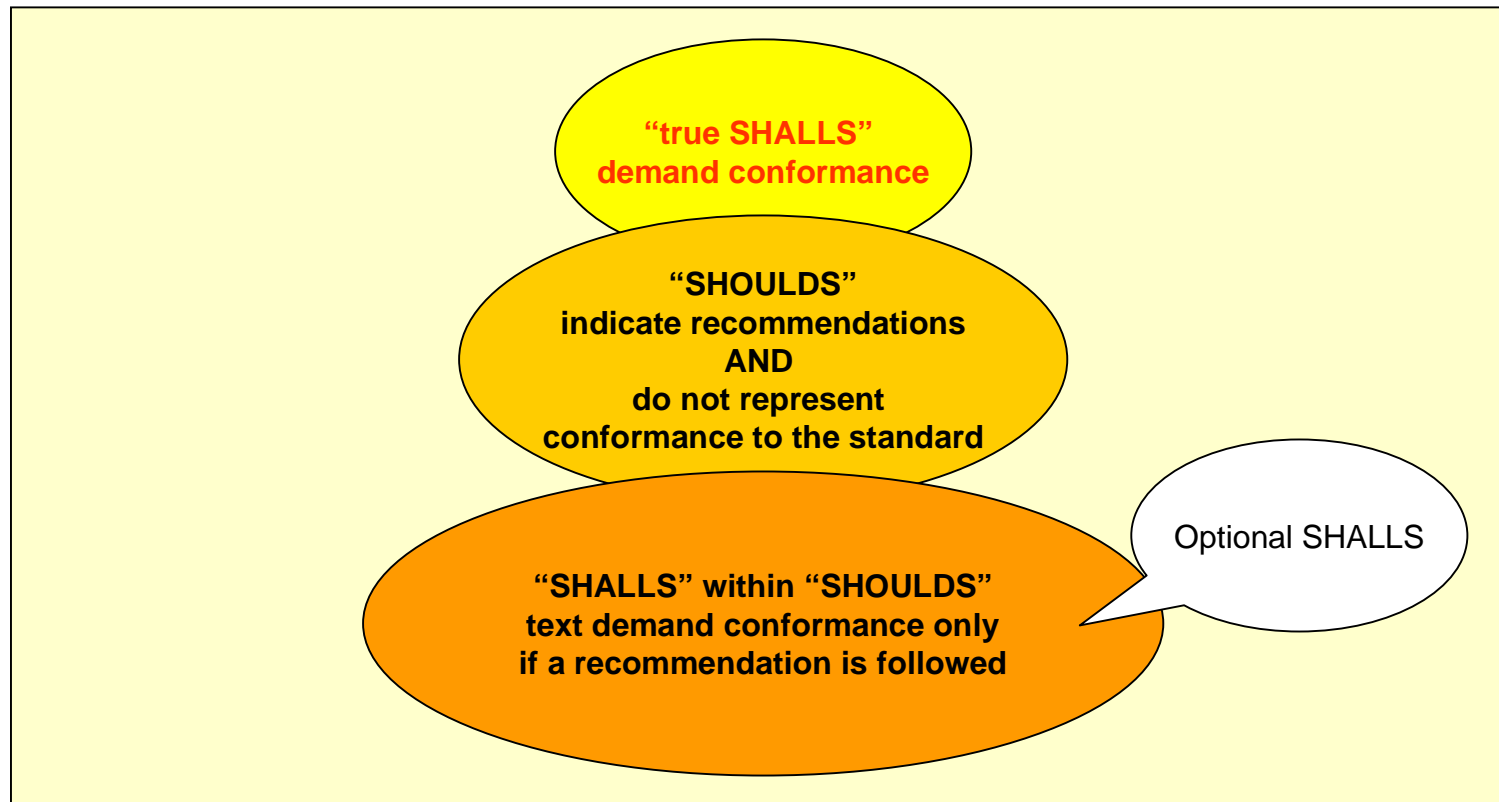 “true SHALLS”
demand conformance
“SHOULDS”
indicate recommendations
AND
do not represent
conformance to the standard
Optional SHALLS
“SHALLS” within “SHOULDS”
text demand conformance only
if a recommendation is followed